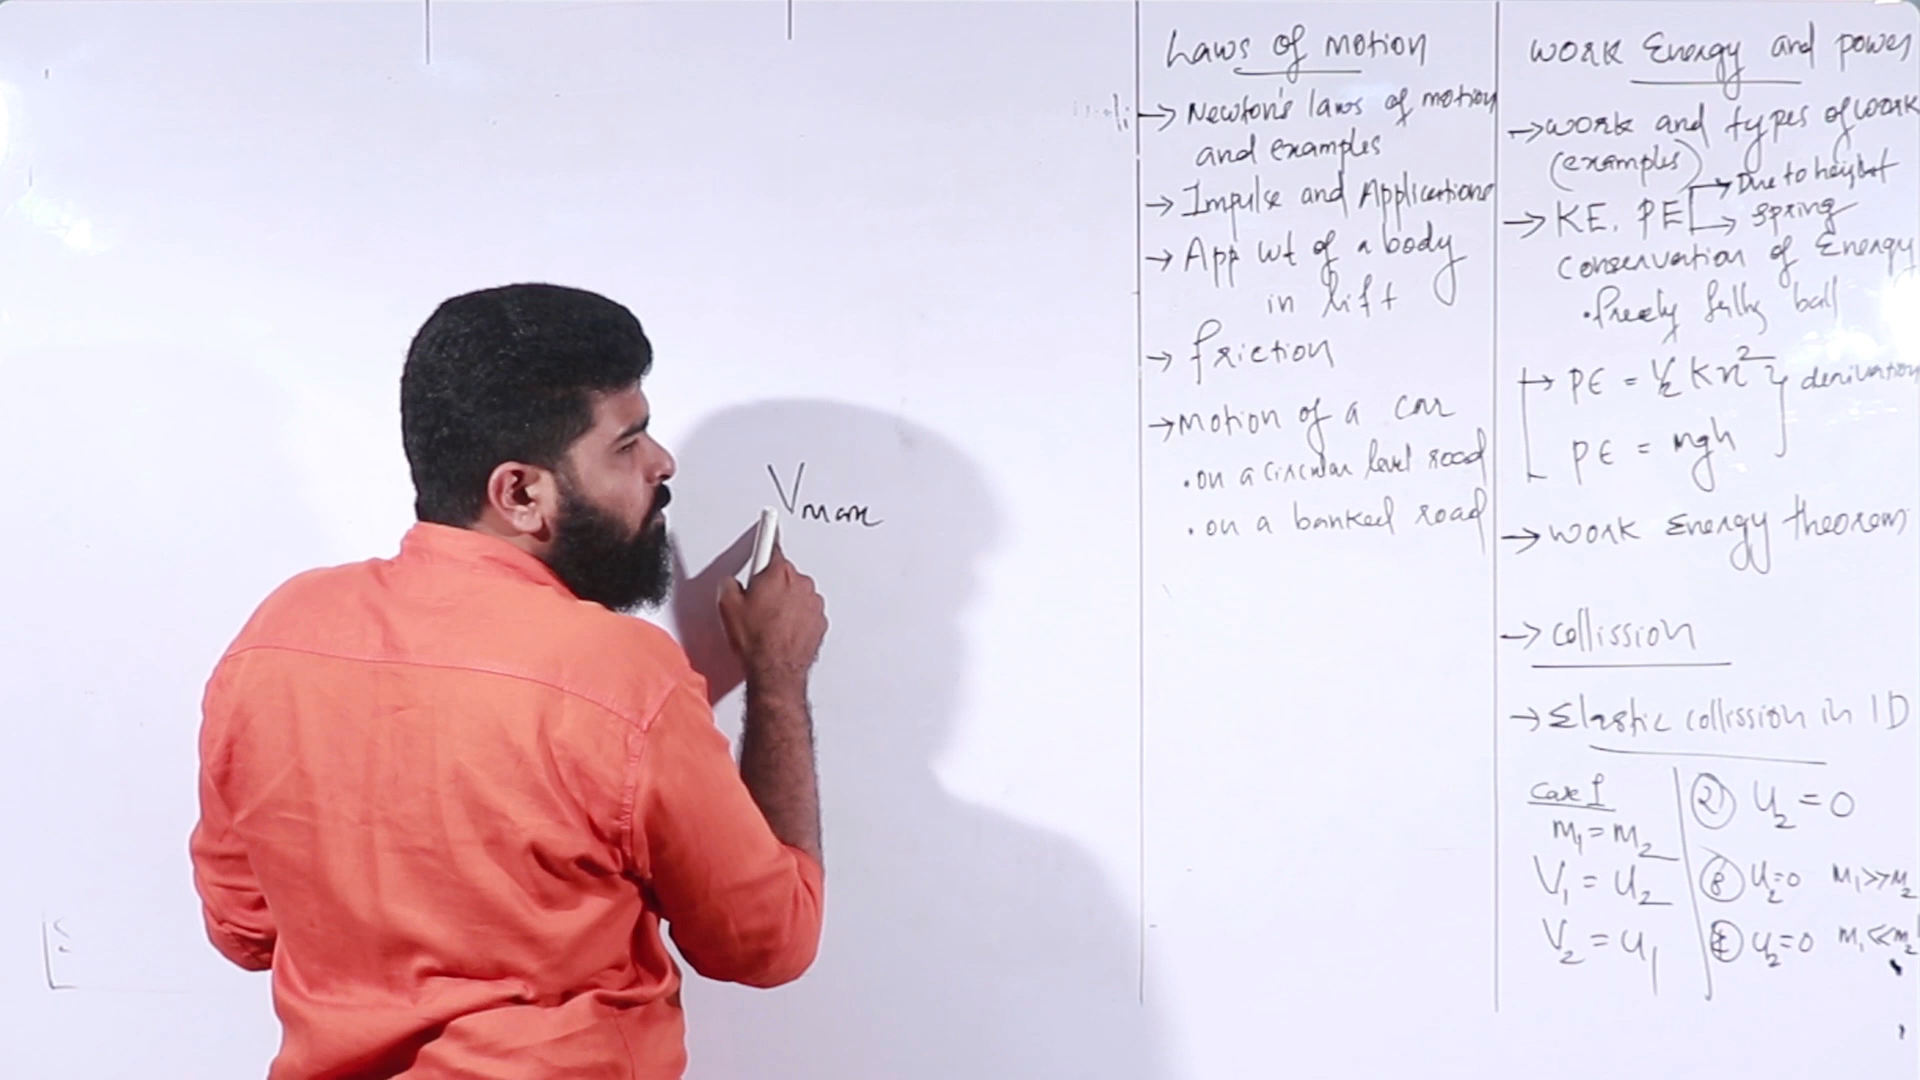 Vmax
Laws of motion
→ Newton's laws of motion
and examples
→ Impulse and Applications
→ App wt of a body
in lift
→ friction
→ motion of a car
• on a circular level road
• on a banked road
WORK Energy and power
→ work and types of work
(examples)
→ Due to height
→ KE, PE → spring
Conservation of Energy
• freely falling ball
→ PE = ½ Kx² } derivation
PE = mgh
→ work Energy theorem
→ collission
→ Elastic collission in 1D
Case I
m₁ = m₂
V₁ = U₂
V₂ = U₁
② U₂ = 0
③ U₂=0 M₁>>M₂
④ U₂=0 M₁<<M₂